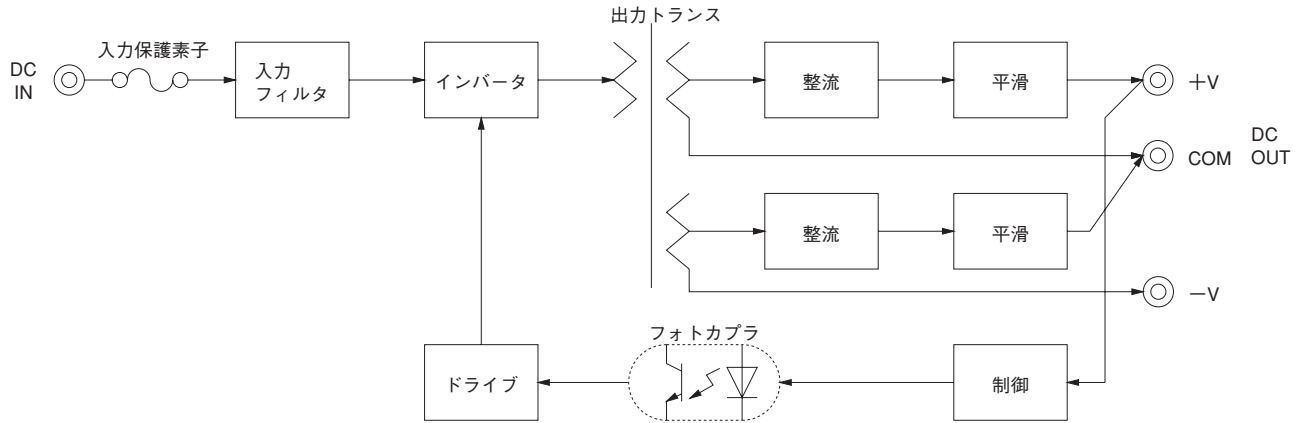 出力トランス
入力保護素子
DC
IN
入力
フィルタ
インバータ
整流
平滑
+V
COM
DC
OUT
整流
平滑
-V
フォトカプラ
ドライブ
制御